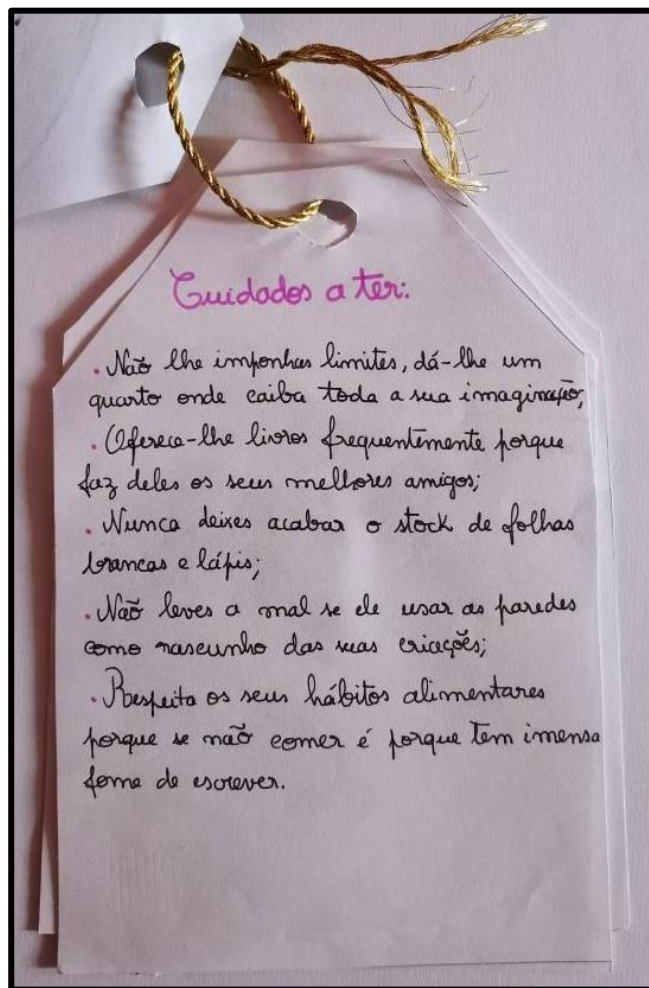 Cuidados a ter:
. Não lhe imponhas limites, dá-lhe um
quarto onde caiba toda a sua imaginação;
. Oferece-lhe livros frequentemente porque
faz deles os seus melhores amigos;
. Nunca deixes acabar o stock de folhas
brancas e lápis;
. Não leves a mal se ele usar as paredes
como rascunho das suas criações;
. Respeita os seus hábitos alimentares
porque se não comer é porque tem imensa
fome de escrever.